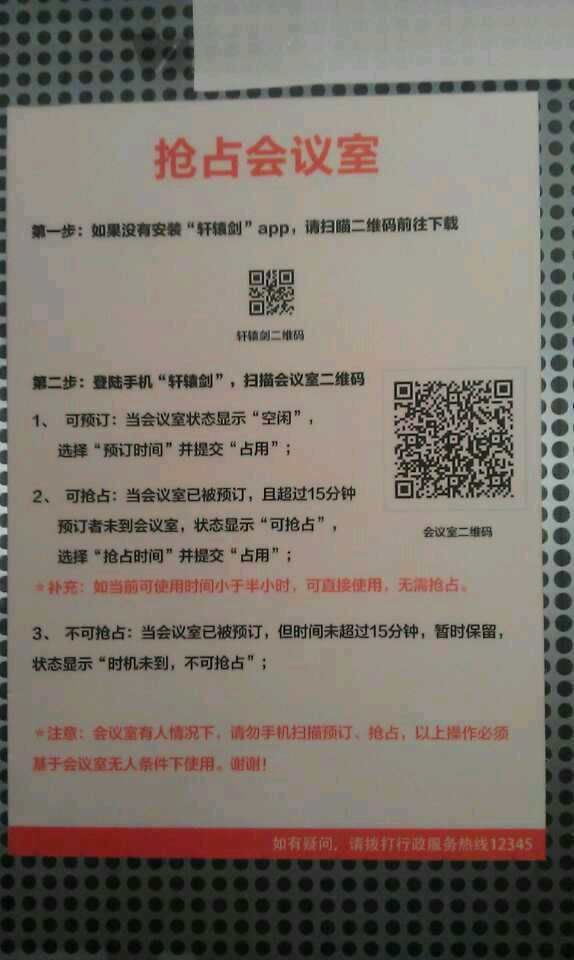 抢占会议室
第一步：如果没有安装“轩辕剑”app，请扫瞄二维码前往下载
轩辕剑二维码
第二步：登陆手机“轩辕剑”，扫描会议室二维码
1、 可预订：当会议室状态显示“空闲”，
选择“预订时间”并提交“占用”；
2、 可抢占：当会议室已被预订，且超过15分钟
预订者未到会议室，状态显示“可抢占”，
选择“抢占时间”并提交“占用”；
会议室二维码
*补充：如当前可使用时间小于半小时，可直接使用，无需抢占。
3、 不可抢占：当会议室已被预订，但时间未超过15分钟，暂时保留，
状态显示“时机未到，不可抢占”；
*注意：会议室有人情况下，请勿手机扫描预订、抢占，以上操作必须
基于会议室无人条件下使用。谢谢！
如有疑问，请拨打行政服务热线12345